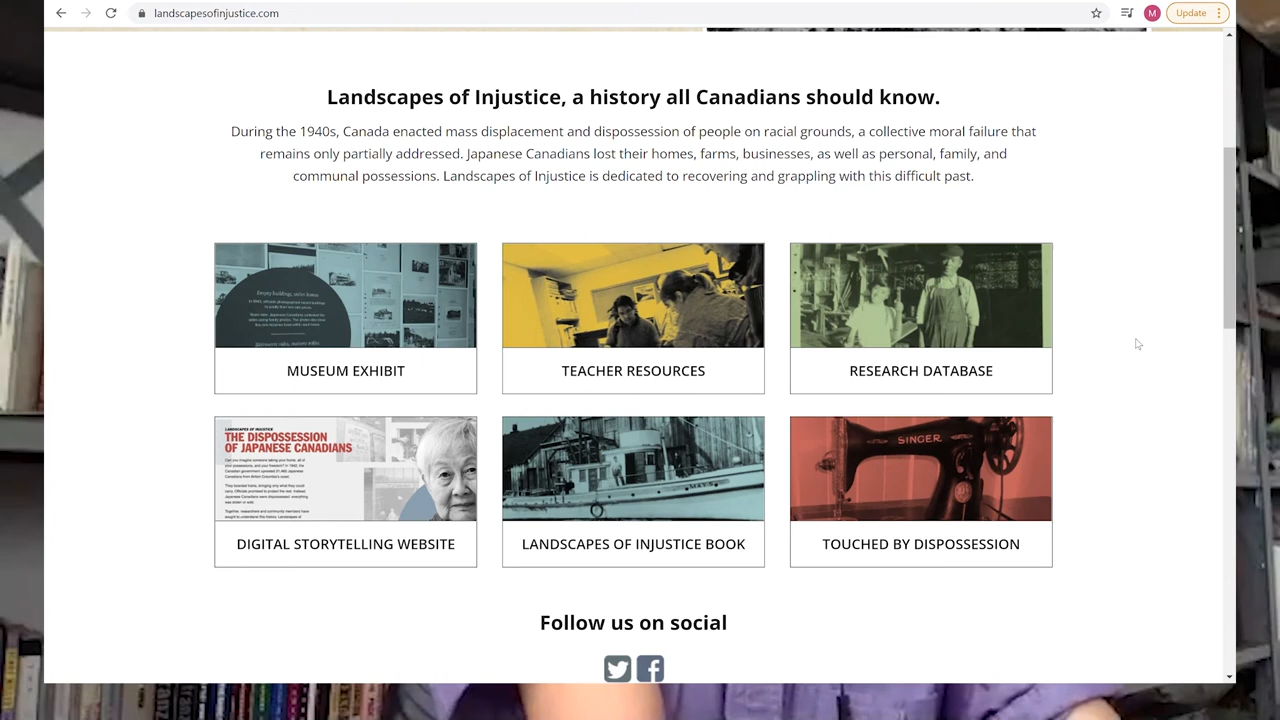 landscapesofinjustice.com
M
Update
Landscapes of Injustice, a history all Canadians should know.
During the 1940s, Canada enacted mass displacement and dispossession of people on racial grounds, a collective moral failure that
remains only partially addressed. Japanese Canadians lost their homes, farms, businesses, as well as personal, family, and
communal possessions. Landscapes of Injustice is dedicated to recovering and grappling with this difficult past.
MUSEUM EXHIBIT
TEACHER RESOURCES
RESEARCH DATABASE
LANDSCAPES OF INJUSTICE
THE DISPOSSESSION
OF JAPANESE CANADIANS
SINGER
DIGITAL STORYTELLING WEBSITE
LANDSCAPES OF INJUSTICE BOOK
TOUCHED BY DISPOSSESSION
Follow us on social